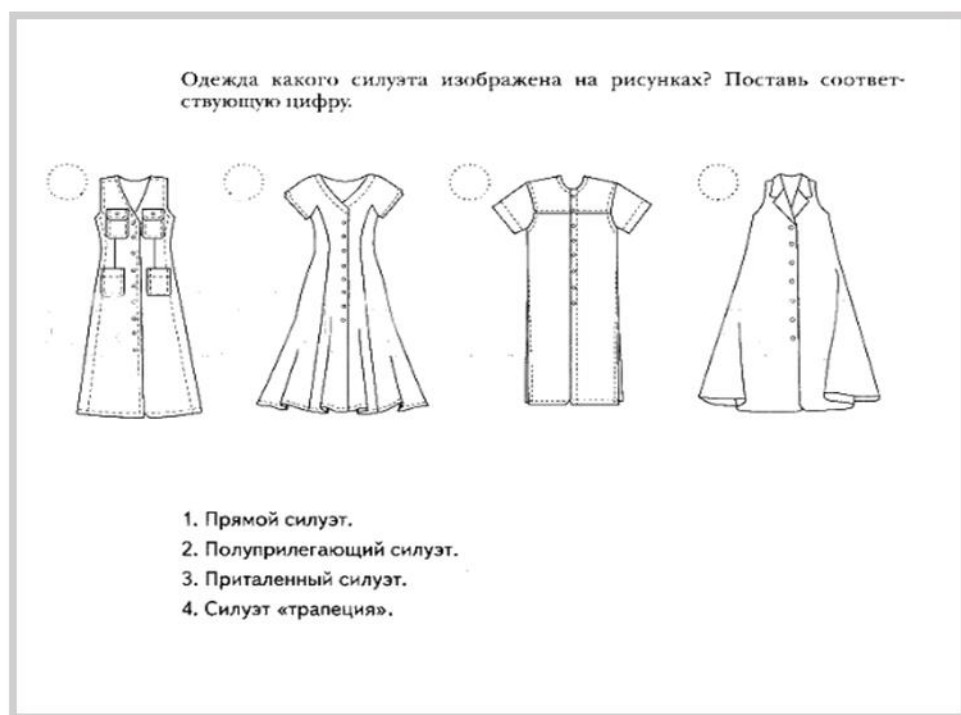 Одежда какого силуэта изображена на рисунках? Поставь соответ-
ствующую цифру.
1. Прямой силуэт.
2. Полуприлегающий силуэт.
3. Приталенный силуэт.
4. Силуэт «трапеция».